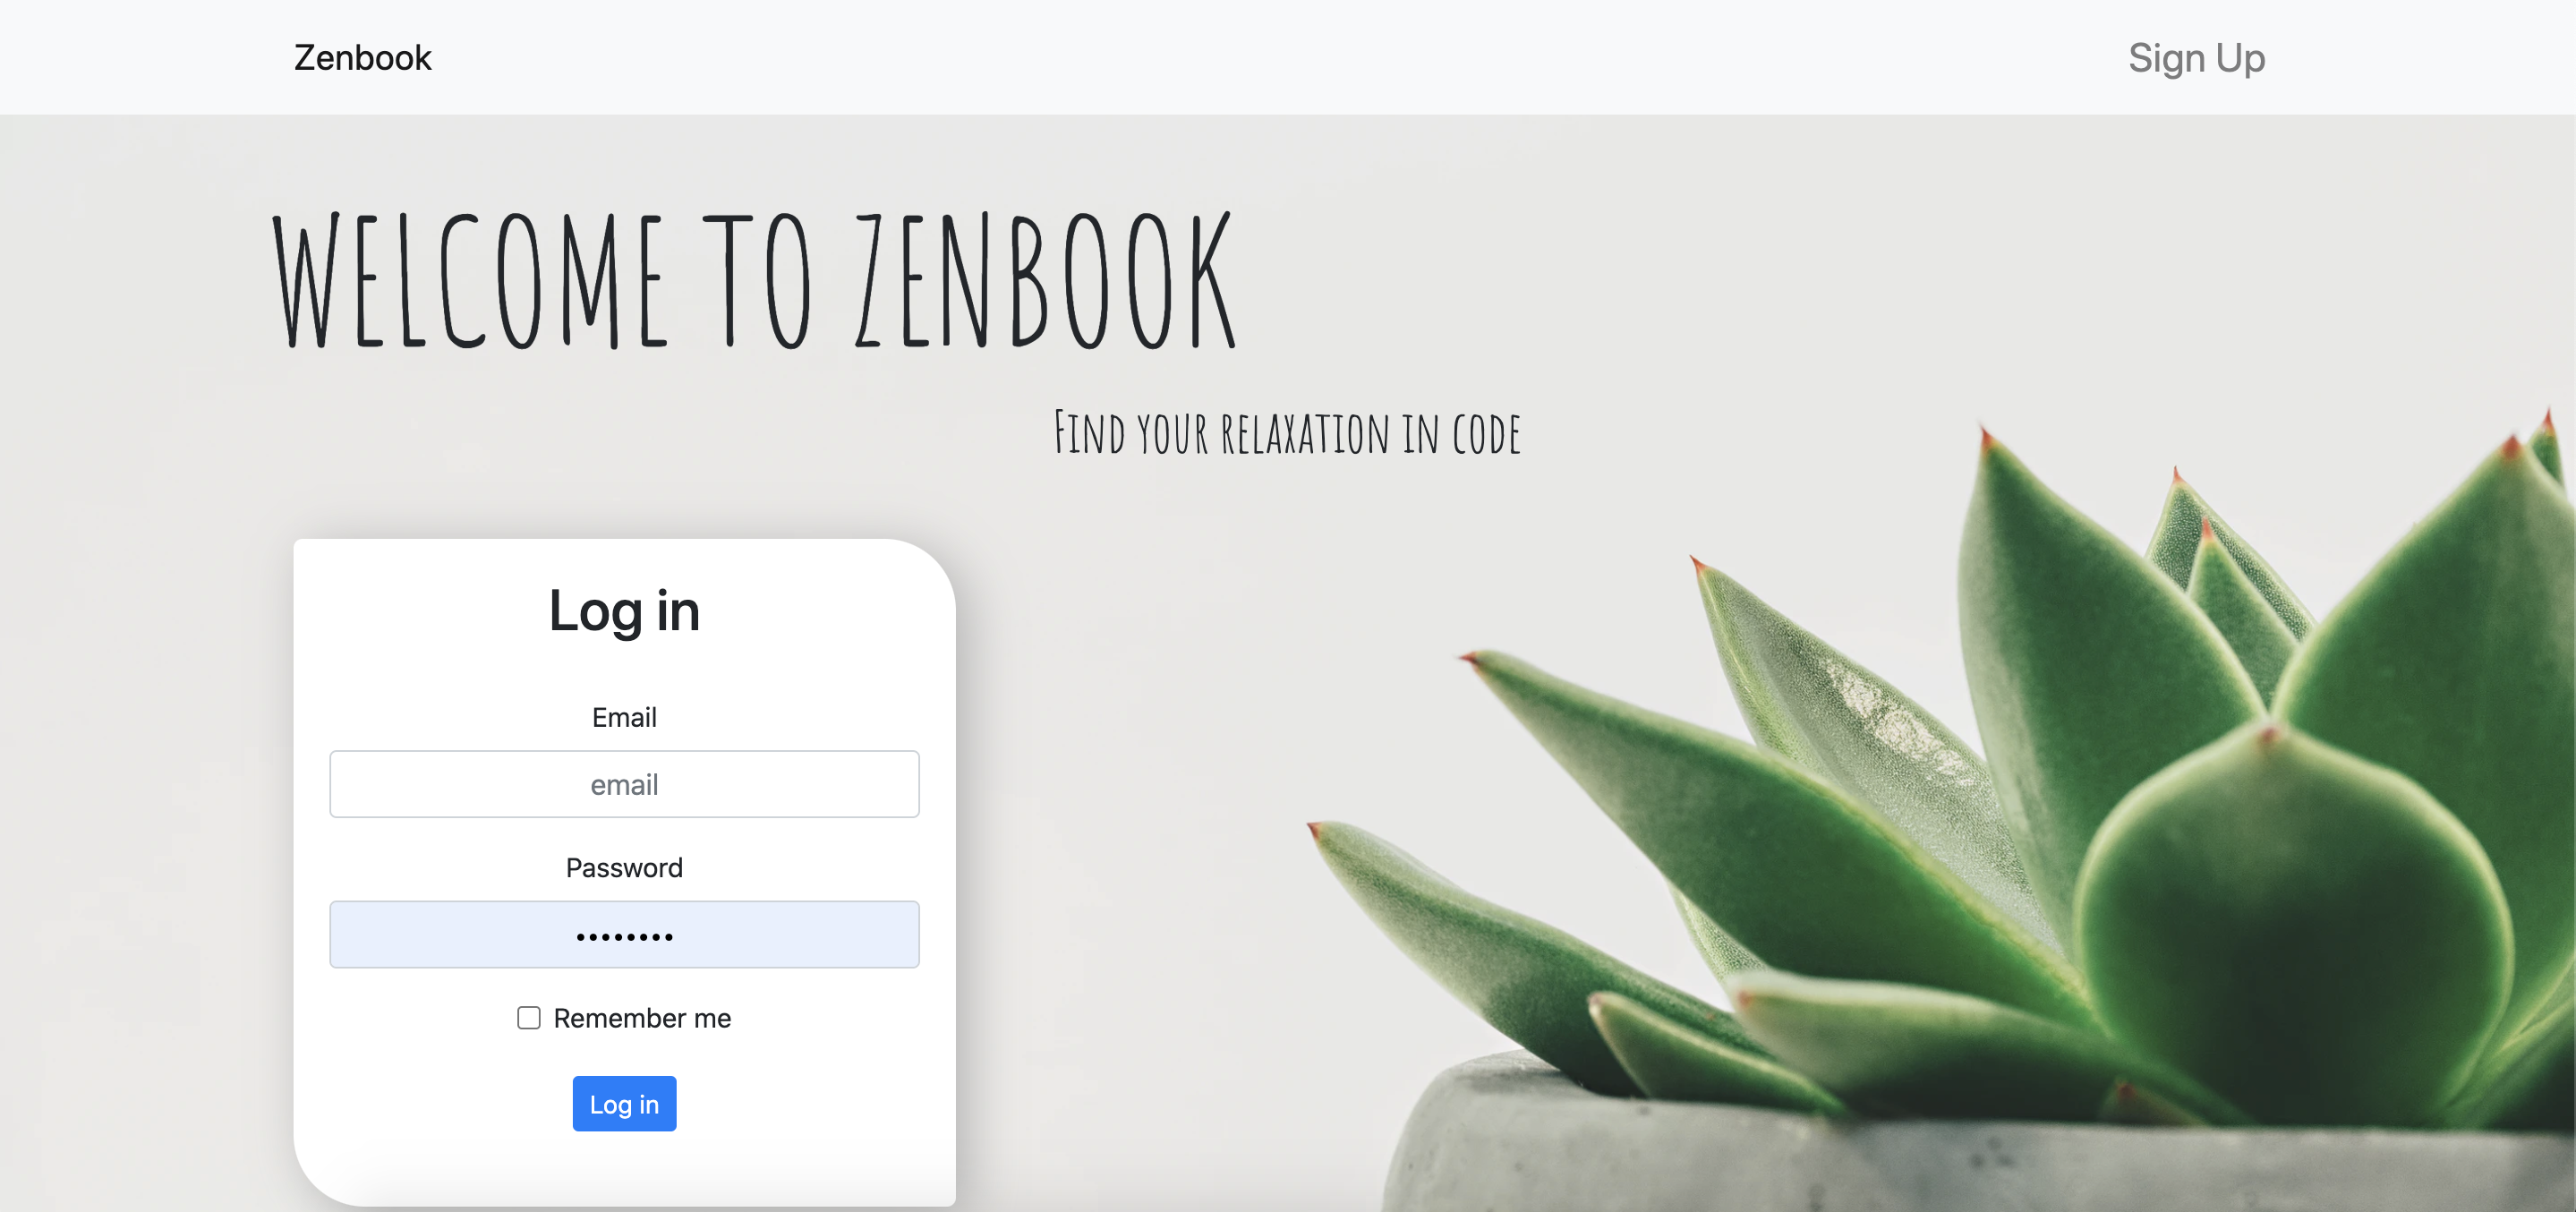 Zenbook
Sign Up
WELCOME TO ZENBOOK
FIND YOUR RELAXATION IN CODE
Log in
Email
email
Password
••••••••
Remember me
Log in